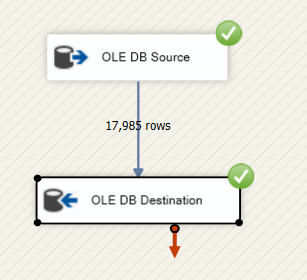 OLE DB Source
17,985 rows
OLE DB Destination